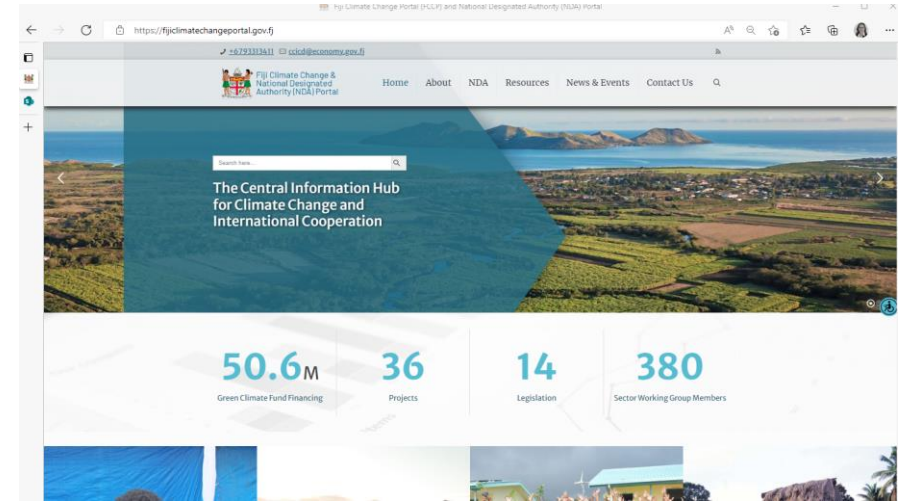 Fiji Climate Change Portal (FCCP) and National Designated Authority (NDA) Portal
https://fijiclimatechangeportal.gov.fj
+6793313411 ccicd@economy.gov.fj
Fiji Climate Change &
National Designated
Authority (NDA) Portal
Home About NDA Resources News & Events Contact Us
Search here...
The Central Information Hub
for Climate Change and
International Cooperation
50.6M 36 14 380
Green Climate Fund Financing Projects Legislation Sector Working Group Members